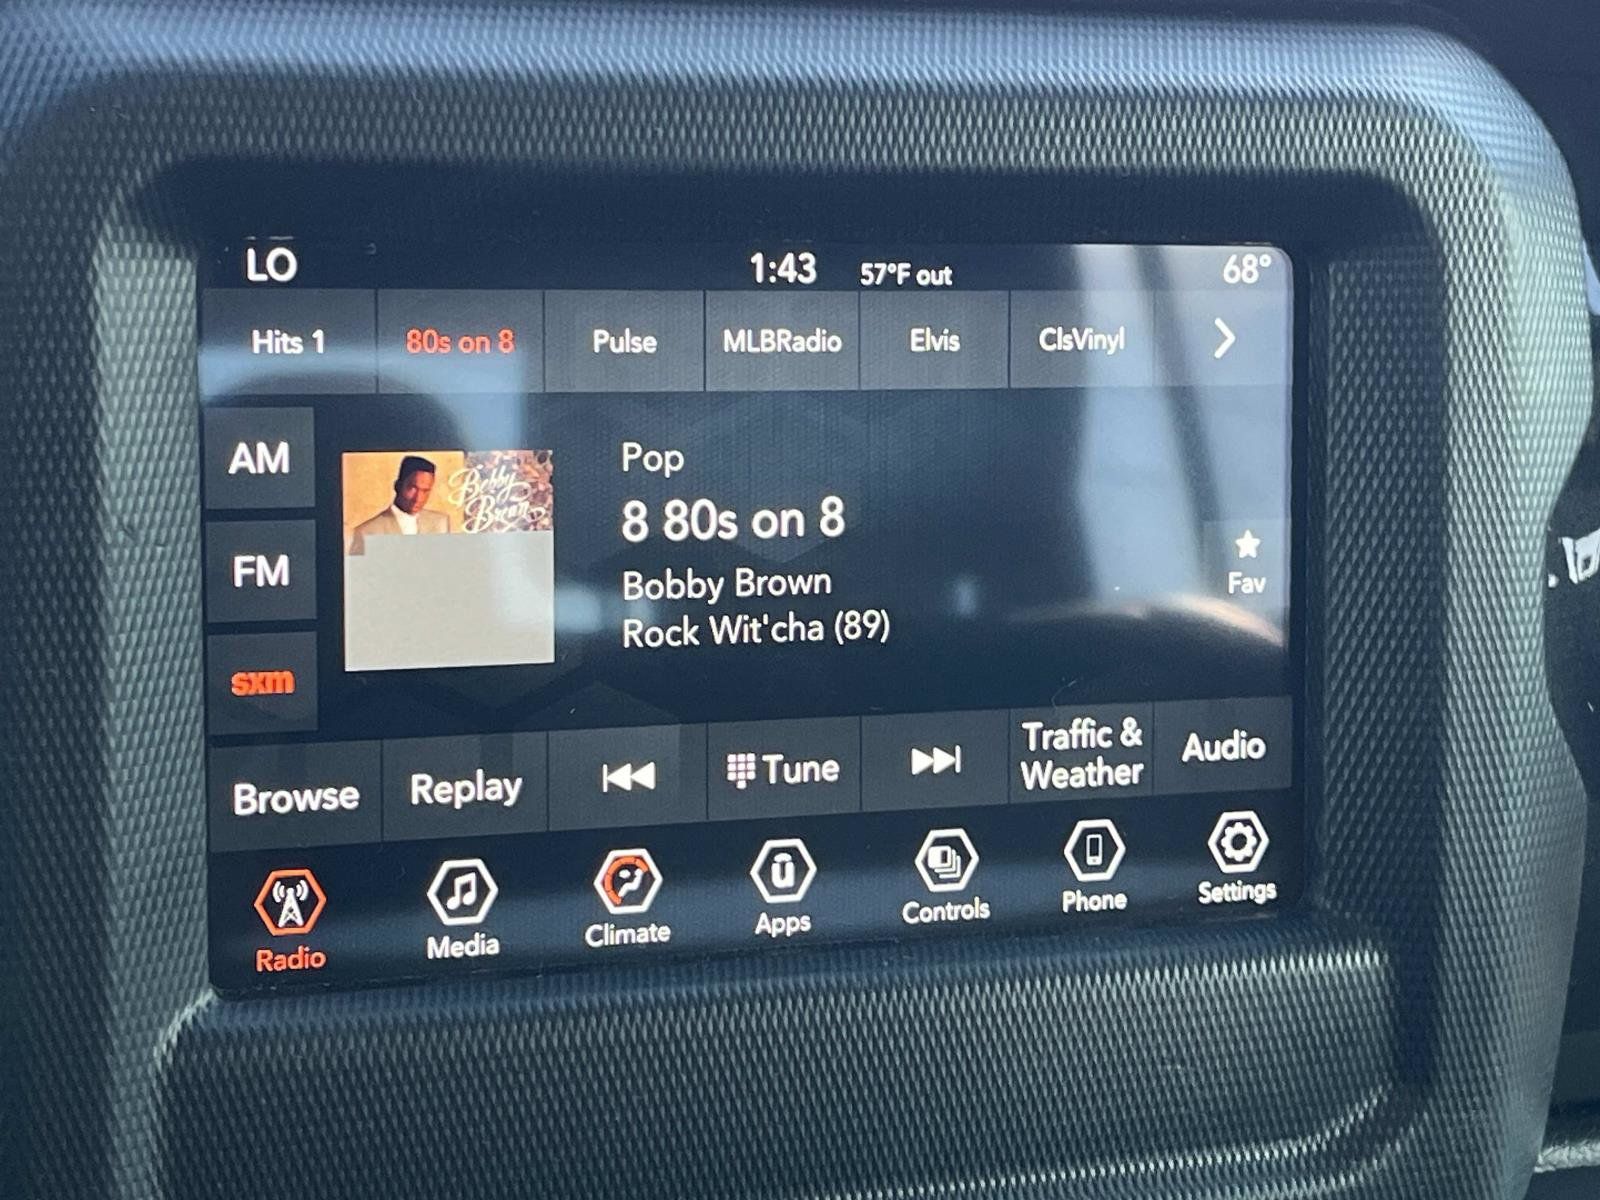 LO 1:43 57°F out 68°
Hits 1 80s on 8 Pulse MLBRadio Elvis ClsVinyl
AM
FM
sxm
Bobby
Brown
Pop
8 80s on 8
Bobby Brown
Rock Wit'cha (89)
Fav
Browse Replay Tune Traffic & Weather Audio
Radio Media Climate Apps Controls Phone Settings